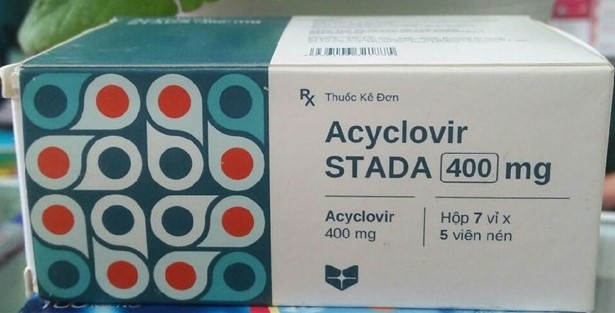 Rx Thuốc Kê Đơn
Acyclovir
STADA 400 mg
Acyclovir
400 mg
Hộp 7 vỉ x
5 viên nén